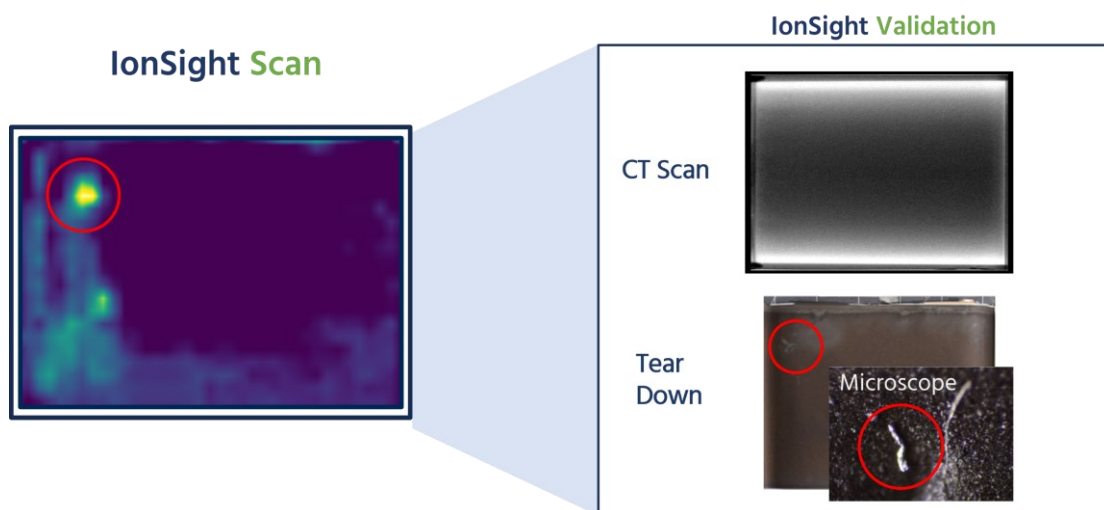 IonSight Scan
IonSight Validation
CT Scan
Tear
Down
Microscope